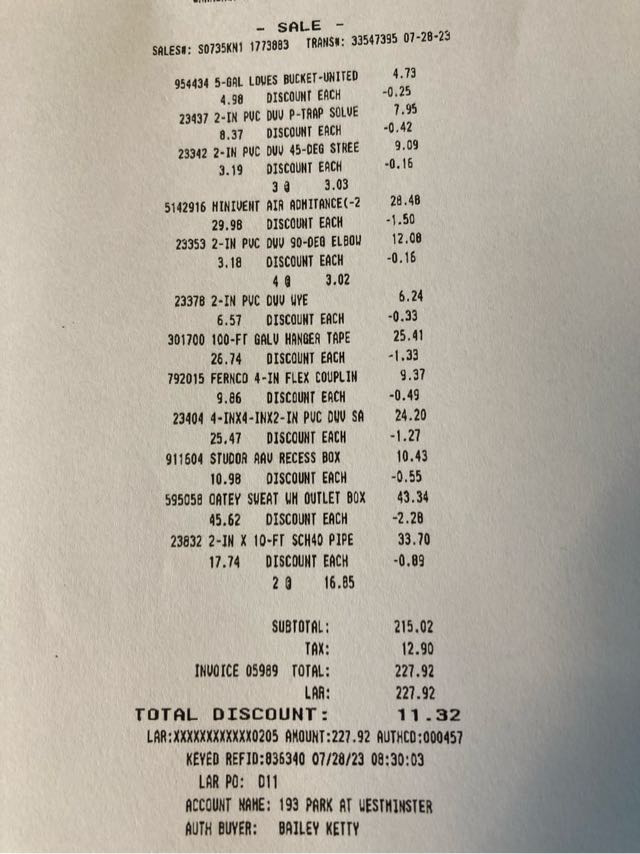 - SALE -
SALES#: S0735KN1 1773883 TRANS#: 33547395 07-28-23
954434 5-GAL LOWES BUCKET-UNITED 4.73
4.98 DISCOUNT EACH -0.25
23437 2-IN PVC DWV P-TRAP SOLVE 7.95
8.37 DISCOUNT EACH -0.42
23342 2-IN PVC DWV 45-DEG STREE 9.09
3.19 DISCOUNT EACH -0.16
3 @ 3.03
5142916 MINIVENT AIR ADMITANCE(-2 28.48
29.98 DISCOUNT EACH -1.50
23353 2-IN PVC DWV 90-DEG ELBOW 12.08
3.18 DISCOUNT EACH -0.16
4 @ 3.02
23378 2-IN PVC DWV WYE 6.24
6.57 DISCOUNT EACH -0.33
301700 100-FT GALV HANGER TAPE 25.41
26.74 DISCOUNT EACH -1.33
792015 FERNCO 4-IN FLEX COUPLIN 9.37
9.86 DISCOUNT EACH -0.49
23404 4-INX4-INX2-IN PVC DWV SA 24.20
25.47 DISCOUNT EACH -1.27
911604 STUDOR AAV RECESS BOX 10.43
10.98 DISCOUNT EACH -0.55
595058 OATEY SWEAT WM OUTLET BOX 43.34
45.62 DISCOUNT EACH -2.28
23832 2-IN X 10-FT SCH40 PIPE 33.70
17.74 DISCOUNT EACH -0.89
2 @ 16.85
SUBTOTAL: 215.02
TAX: 12.90
INVOICE 05989 TOTAL: 227.92
LAR: 227.92
TOTAL DISCOUNT: 11.32
LAR:XXXXXXXXXXXX0205 AMOUNT:227.92 AUTHCD:000457
KEYED REFID:836340 07/28/23 08:30:03
LAR PO: D11
ACCOUNT NAME: 193 PARK AT WESTMINSTER
AUTH BUYER: BAILEY KETTY